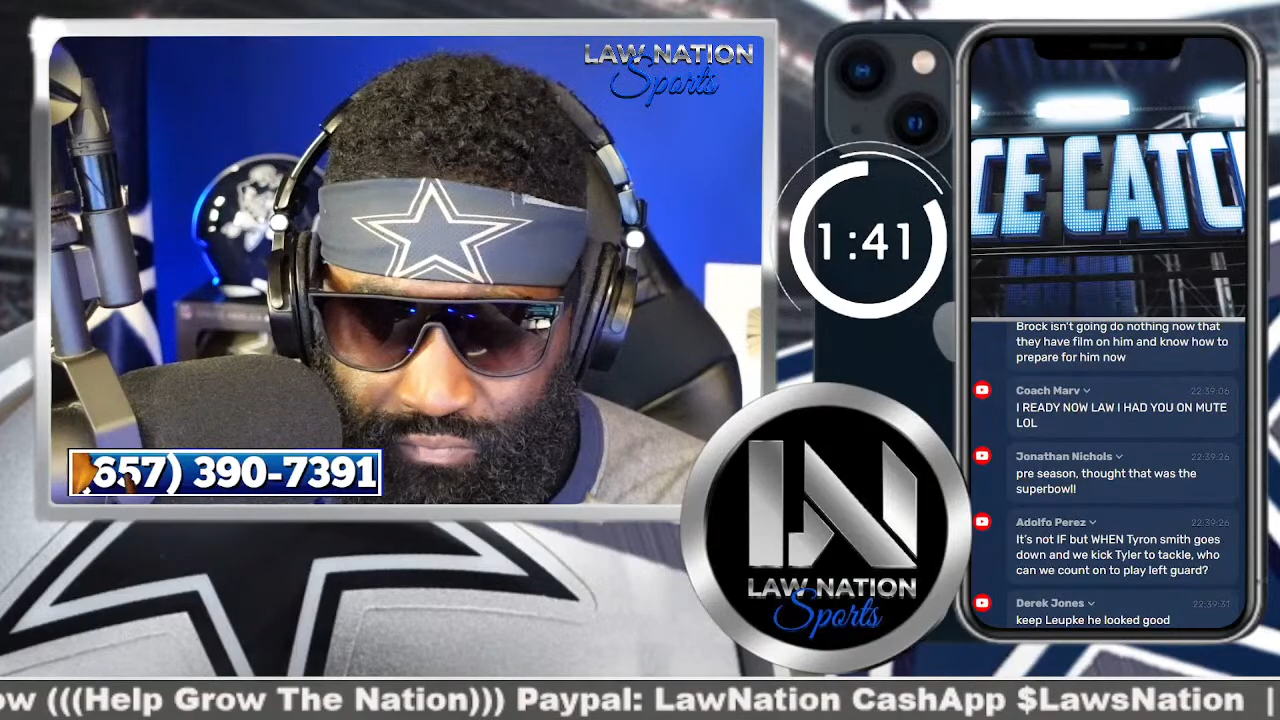 LAW NATION
Sports
(657) 390-7391
1:41
CE CATC
Brock isn't going do nothing now that
they have film on him and know how to
prepare for him now
Coach Marv
22:39:06
I READY NOW LAW I HAD YOU ON MUTE
LOL
Jonathan Nichols
22:39:26
pre season, thought that was the
superbowl!
Adolfo Perez
22:39:26
It's not IF but WHEN Tyron smith goes
down and we kick Tyler to tackle, who
can we count on to play left guard?
Derek Jones
22:39:31
keep Leupke he looked good
LN
LAW NATION
Sports
ow (((Help Grow The Nation))) Paypal: LawNation CashApp $LawsNation |